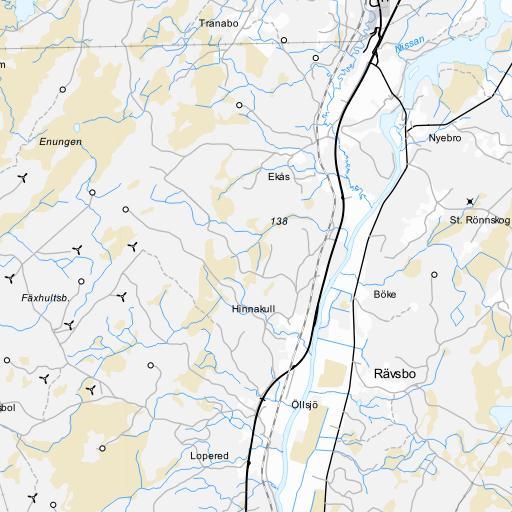 Tranabo
Nissan
Enungen
Nyebro
Ekås
138
St. Rönnskog
Fäxhultsb.
Böke
Hinnakull
Rävsbo
Öllsjö
Lopered